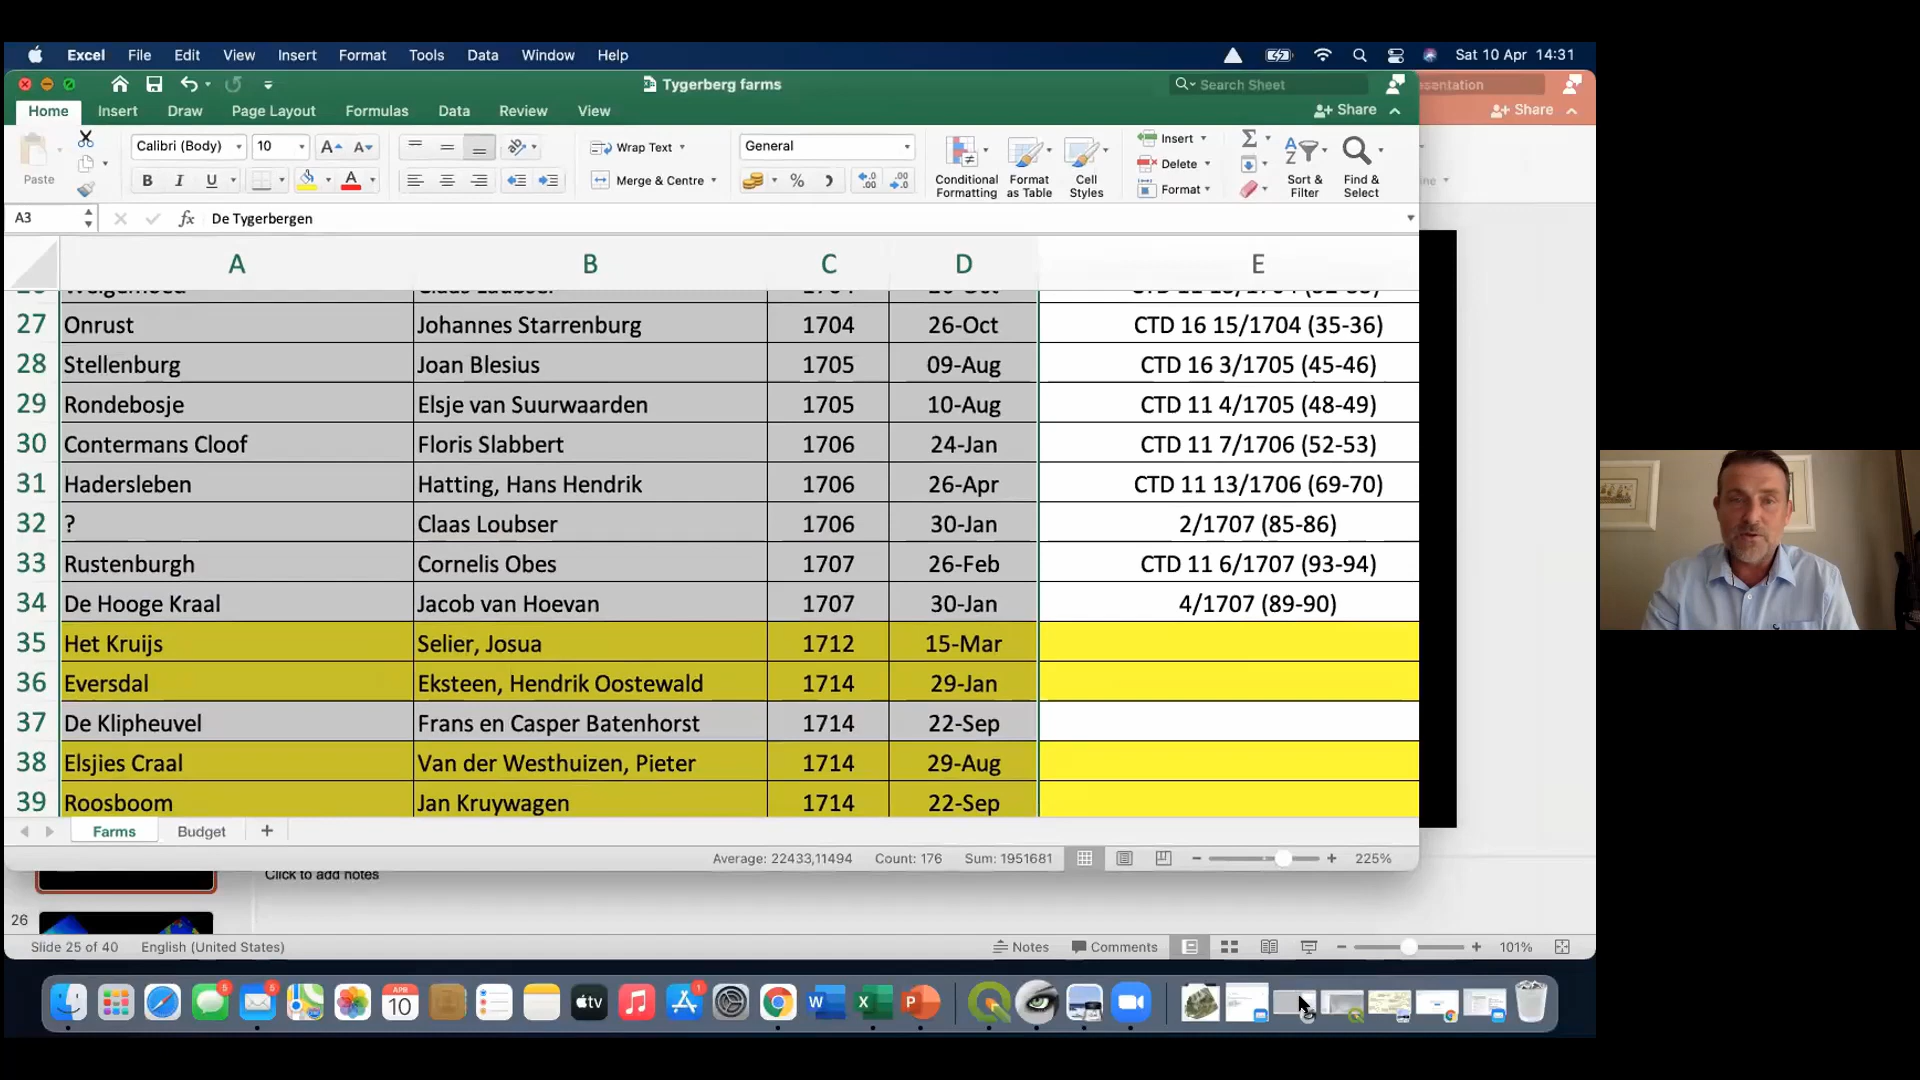 Excel File Edit View Insert Format Tools Data Window Help Sat 10 Apr 14:31
Tygerberg farms Search Sheet
Home Insert Draw Page Layout Formulas Data Review View Share Share
Calibri (Body) 10 Wrap Text General Insert
Delete
Paste Merge & Centre Conditional Formatting Format as Table Cell Styles Format Sort & Filter Find & Select
A3 fx De Tygerbergen
A B C D E
27 Onrust Johannes Starrenburg 1704 26-Oct CTD 16 15/1704 (35-36)
28 Stellenburg Joan Blesius 1705 09-Aug CTD 16 3/1705 (45-46)
29 Rondebosje Elsje van Suurwaarden 1705 10-Aug CTD 11 4/1705 (48-49)
30 Contermans Cloof Floris Slabbert 1706 24-Jan CTD 11 7/1706 (52-53)
31 Hadersleben Hatting, Hans Hendrik 1706 26-Apr CTD 11 13/1706 (69-70)
32 ? Claas Loubser 1706 30-Jan 2/1707 (85-86)
33 Rustenburgh Cornelis Obes 1707 26-Feb CTD 11 6/1707 (93-94)
34 De Hooge Kraal Jacob van Hoevan 1707 30-Jan 4/1707 (89-90)
35 Het Kruijs Selier, Josua 1712 15-Mar
36 Eversdal Eksteen, Hendrik Oostewald 1714 29-Jan
37 De Klipheuvel Frans en Casper Batenhorst 1714 22-Sep
38 Elsjies Craal Van der Westhuizen, Pieter 1714 29-Aug
39 Roosboom Jan Kruywagen 1714 22-Sep
Farms Budget +
Average: 22433,11494 Count: 176 Sum: 1951681 225%
Click to add notes
26
Slide 25 of 40 English (United States) Notes Comments 101%
5 5 APR 10 tv 1 W X P